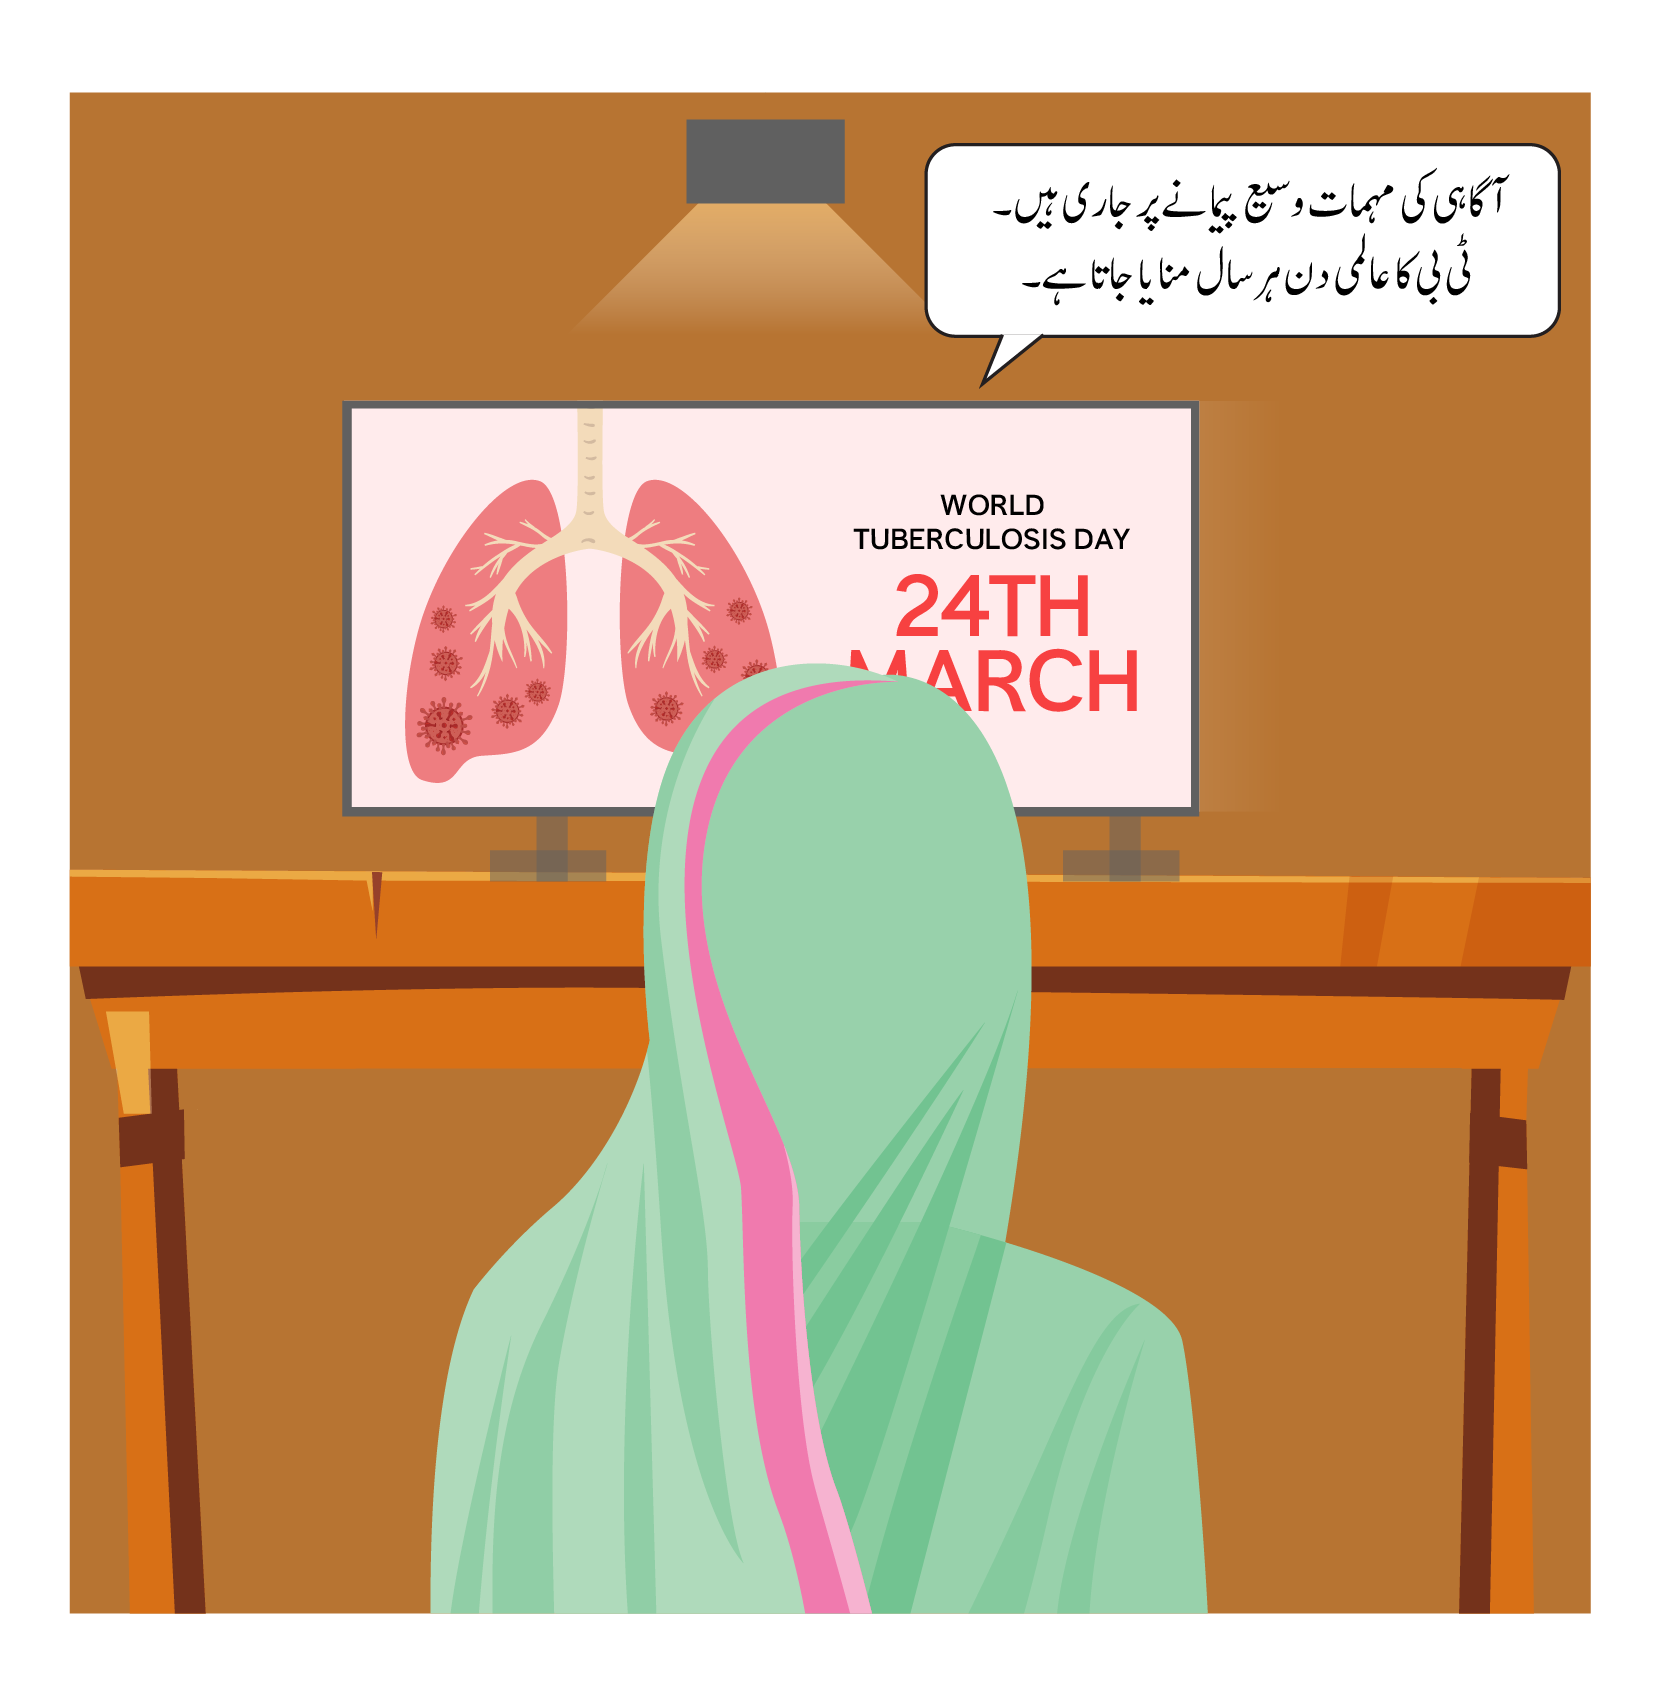 آگاہی کی مہمات وسیع پیمانے پر جاری ہیں۔
ٹی بی کا عالمی دن ہر سال منایا جاتا ہے۔
WORLD
TUBERCULOSIS DAY
24TH
MARCH